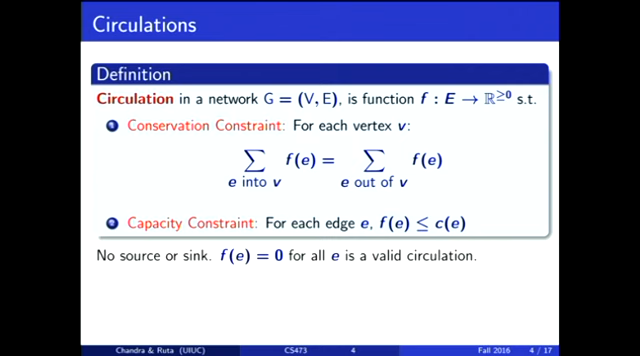 Circulations
Definition
Circulation in a network G = (V, E), is function f : E → ℝ≥0 s.t.
1 Conservation Constraint: For each vertex v:
∑ f(e) = ∑ f(e)
e into v e out of v
2 Capacity Constraint: For each edge e, f(e) ≤ c(e)
No source or sink. f(e) = 0 for all e is a valid circulation.
Chandra & Ruta (UIUC) CS473 4 Fall 2016 4 / 17